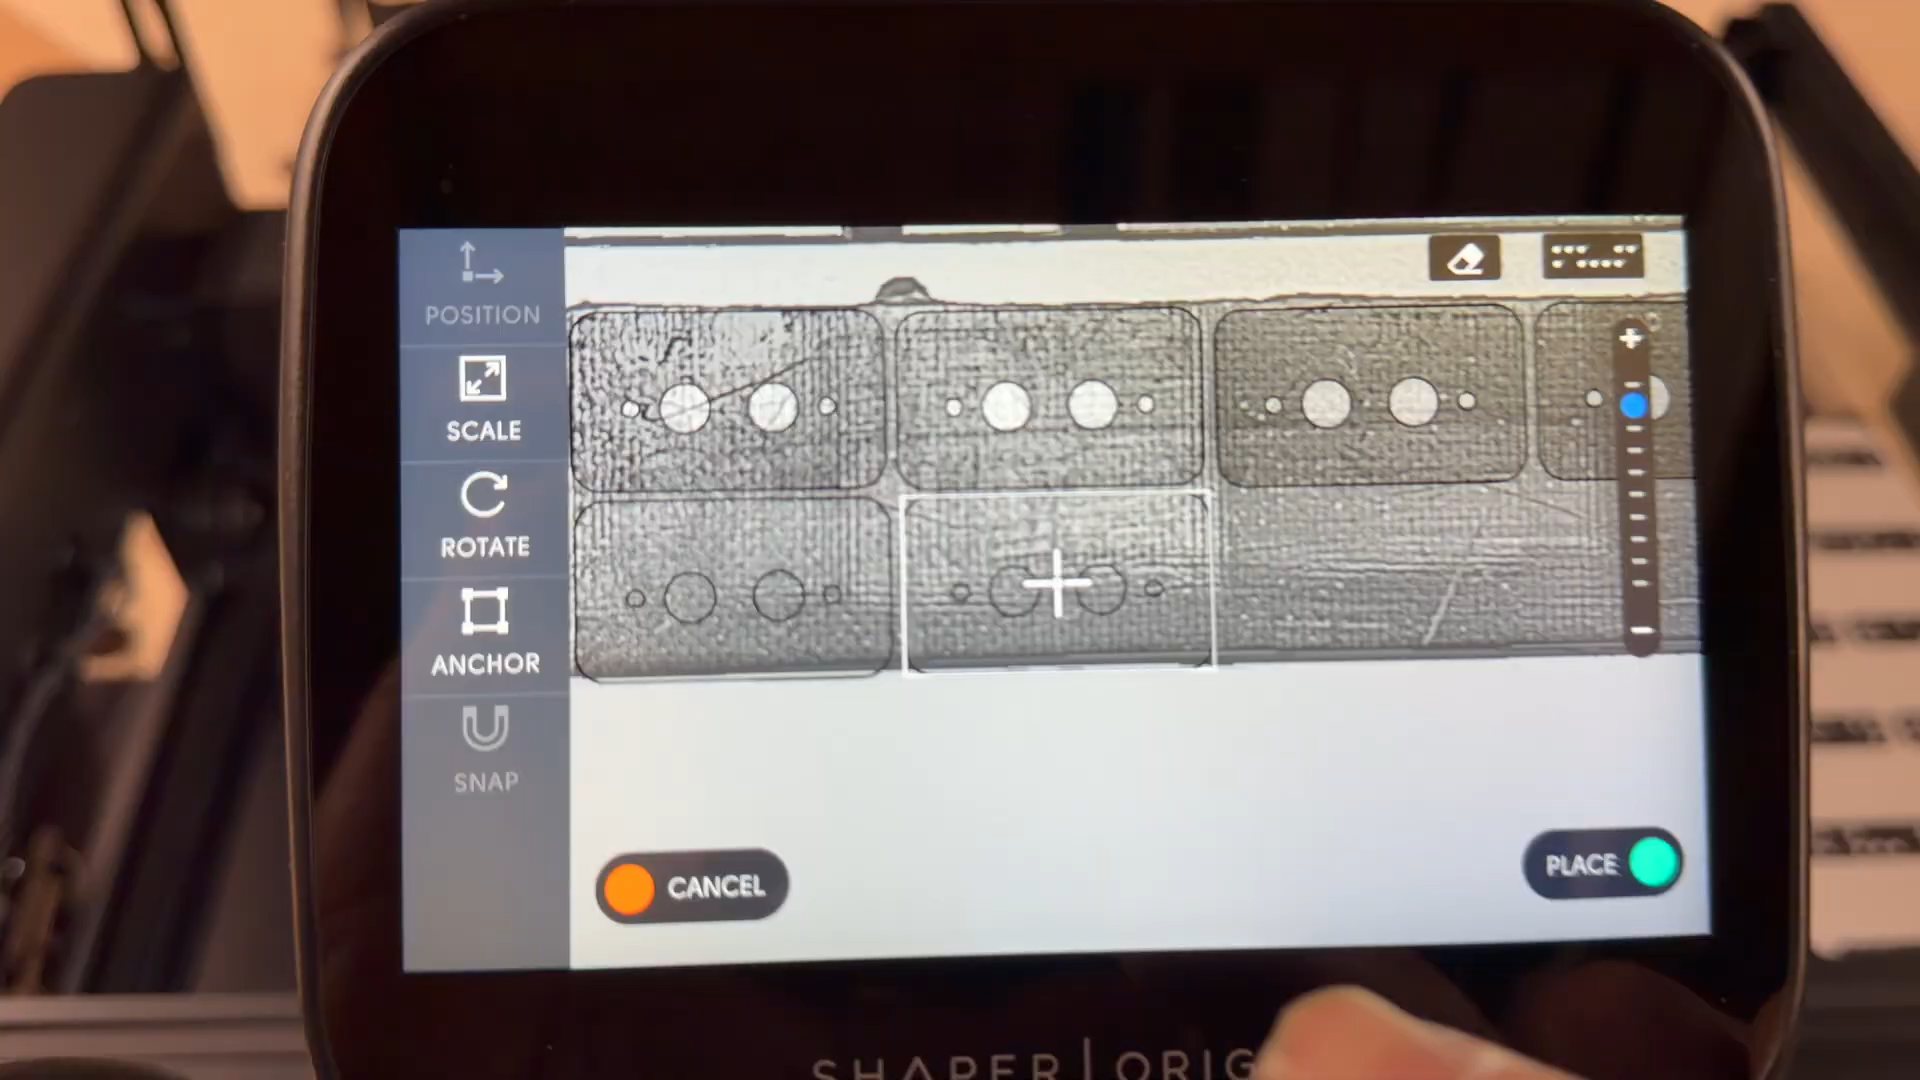 POSITION
SCALE
ROTATE
ANCHOR
SNAP
CANCEL
PLACE
SHAPER | ORIG